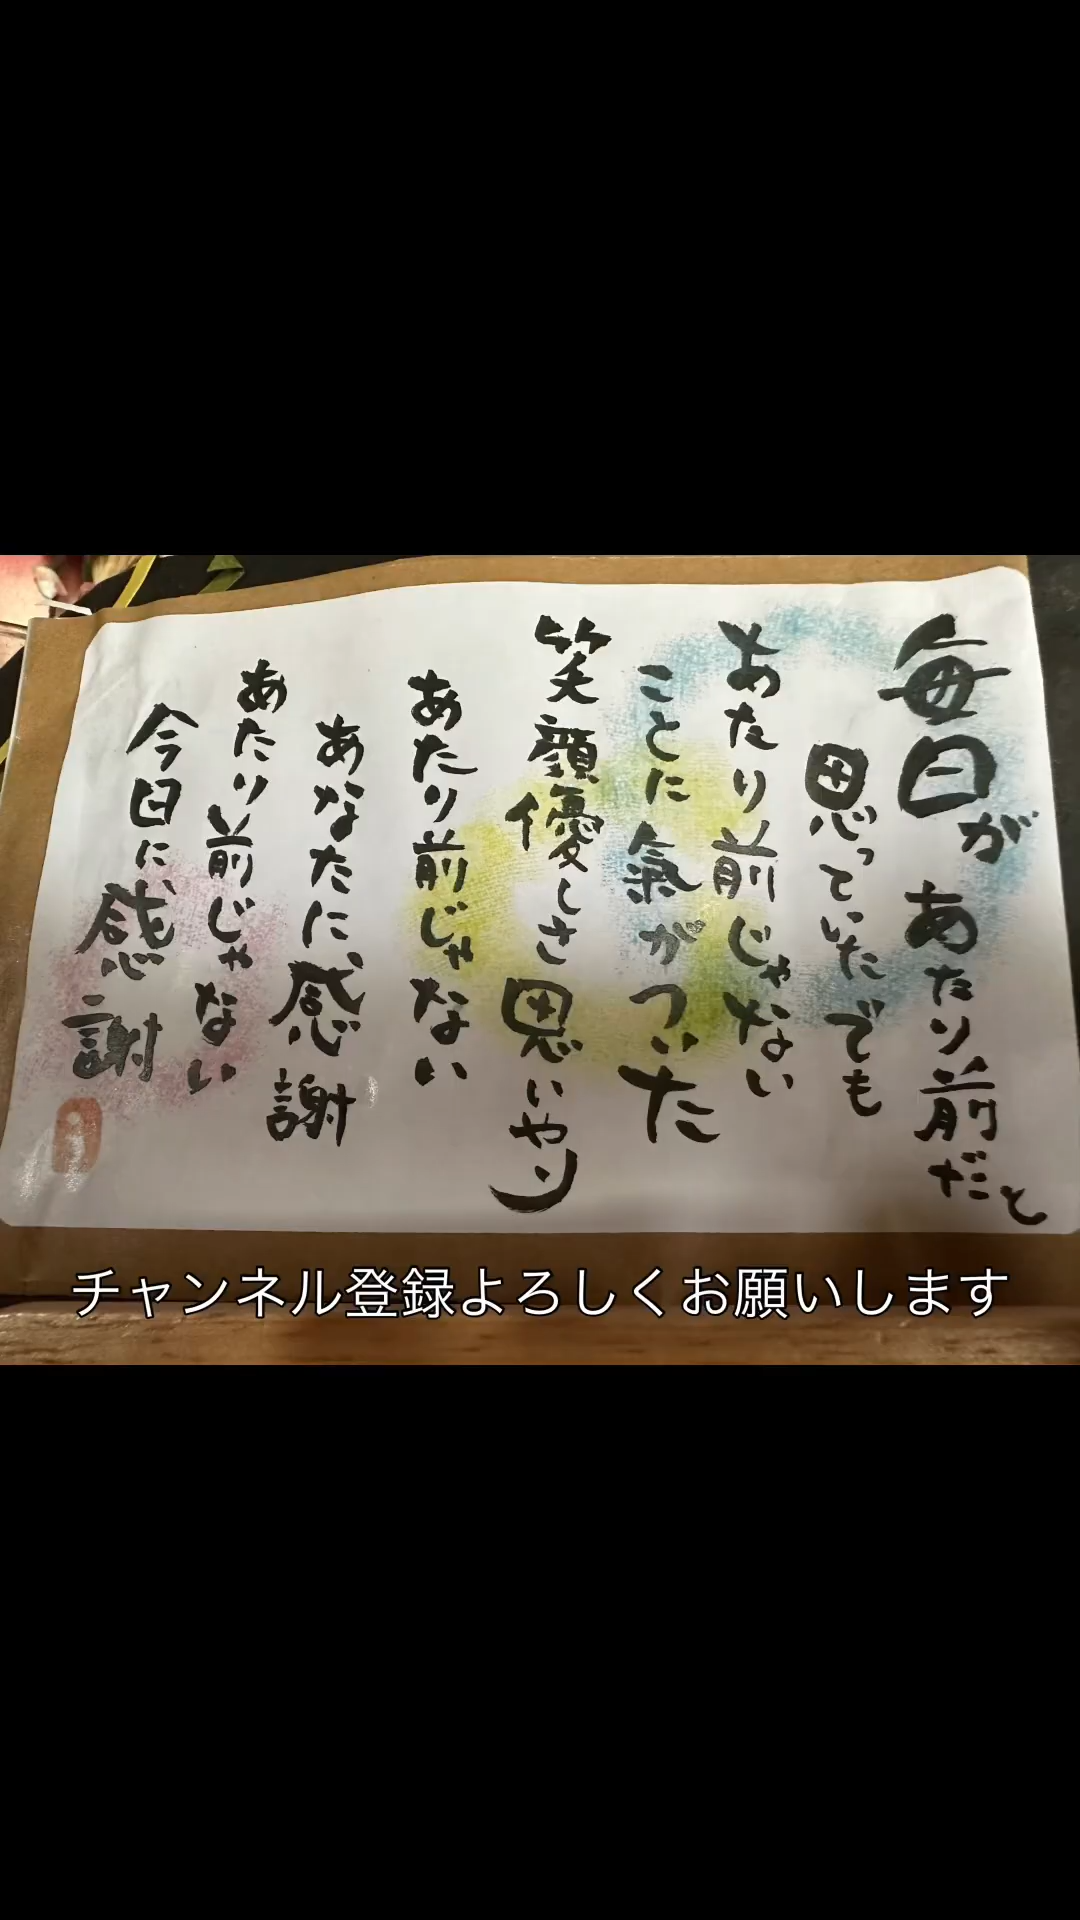 毎日が あたり前だと
思っていたでも
あたり前じゃない
ことに氣がついた
笑顔優しさ思いやり
あたり前じゃない
あなたに、感謝
あたり前じゃない
今日に、感謝
チャンネル登録よろしくお願いします